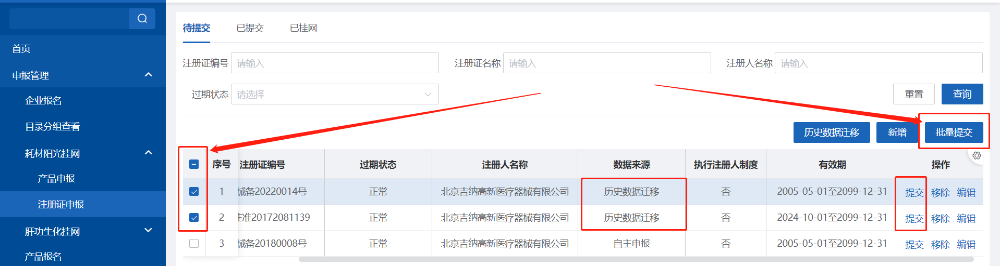 首页
申报管理
企业报名
目录分组查看
耗材阳光挂网
产品申报
注册证申报
肝功生化挂网
产品报名
待提交 已提交 已挂网
注册证编号 请输入 注册证名称 请输入 注册人名称 请输入
过期状态 请选择 重置 查询
历史数据迁移 新增 批量提交
序号 注册证编号 过期状态 注册人名称 数据来源 执行注册人制度 有效期 操作
1 械备20220014号 正常 北京吉纳高新医疗器械有限公司 历史数据迁移 否 2005-05-01至2099-12-31 提交 移除 编辑
2 准20172081139 正常 北京吉纳高新医疗器械有限公司 历史数据迁移 否 2024-10-01至2099-12-31 提交 移除 编辑
3 械备20180008号 正常 北京吉纳高新医疗器械有限公司 自主申报 否 2005-05-01至2099-12-31 提交 移除 编辑